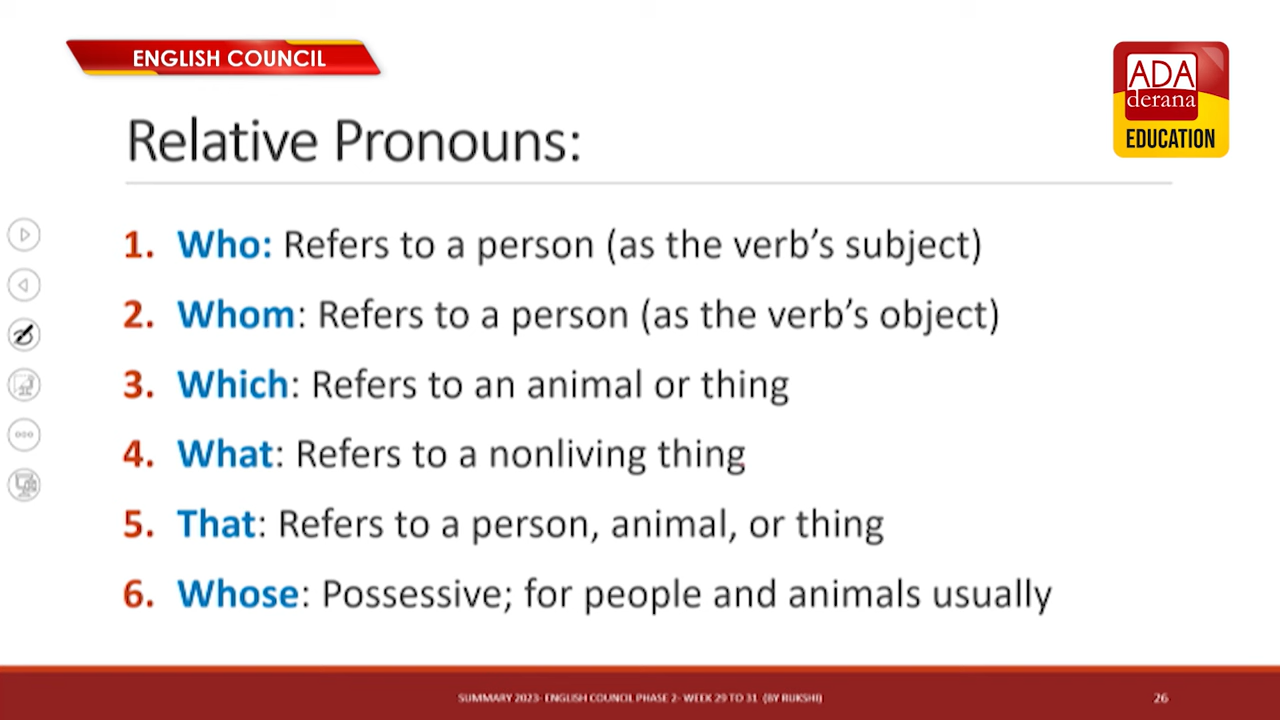 ENGLISH COUNCIL
ADA
derana
EDUCATION
Relative Pronouns:
1. Who: Refers to a person (as the verb's subject)
2. Whom: Refers to a person (as the verb's object)
3. Which: Refers to an animal or thing
4. What: Refers to a nonliving thing
5. That: Refers to a person, animal, or thing
6. Whose: Possessive; for people and animals usually
SUMMARY 2023- ENGLISH COUNCIL PHASE 2- WEEK 29 TO 31 (BY RUKSHI)
26